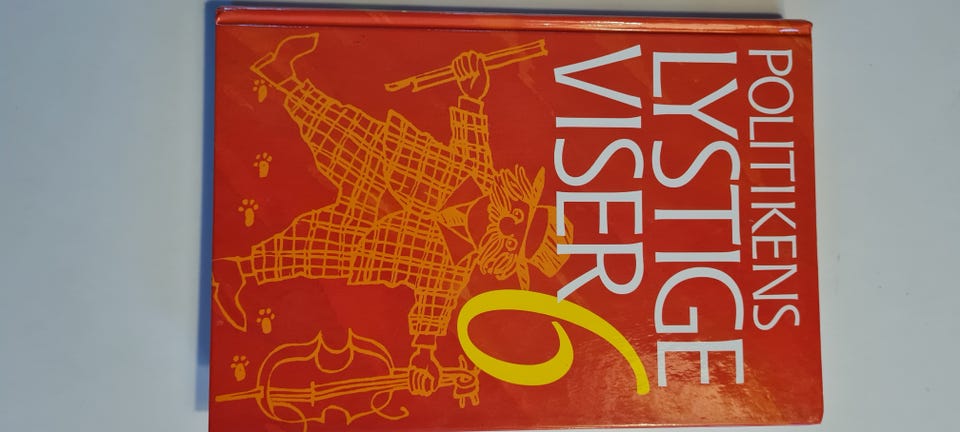 POLITIKENS
LYSTIGE
VISER
6